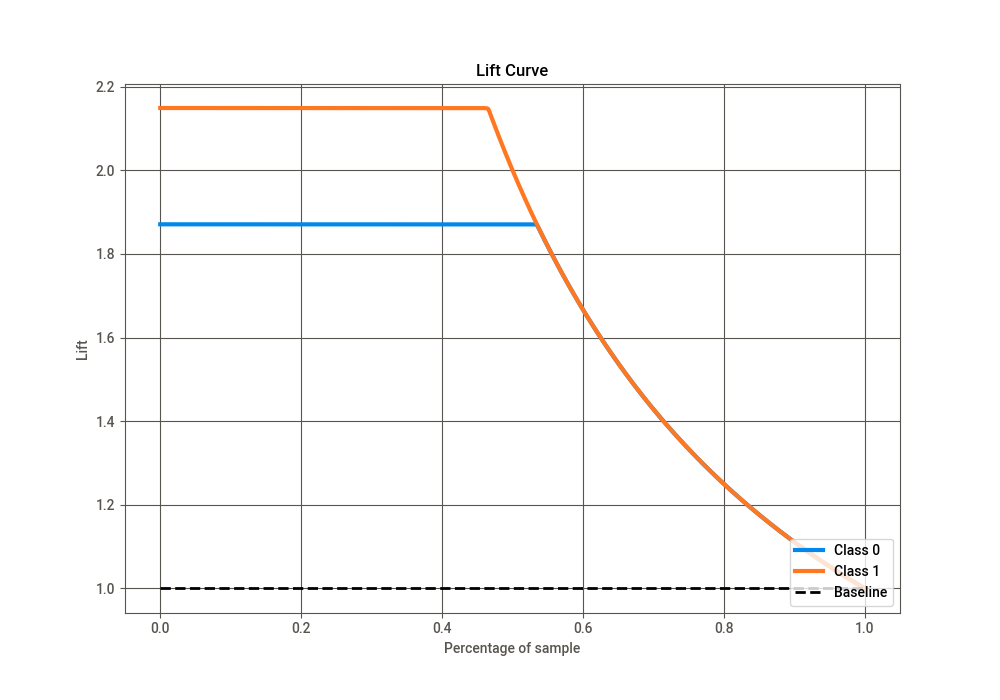 Lift Curve
2.2
2.0
1.8
1.6
1.4
1.2
1.0
Lift
0.0 0.2 0.4 0.6 0.8 1.0
Percentage of sample
Class 0
Class 1
Baseline